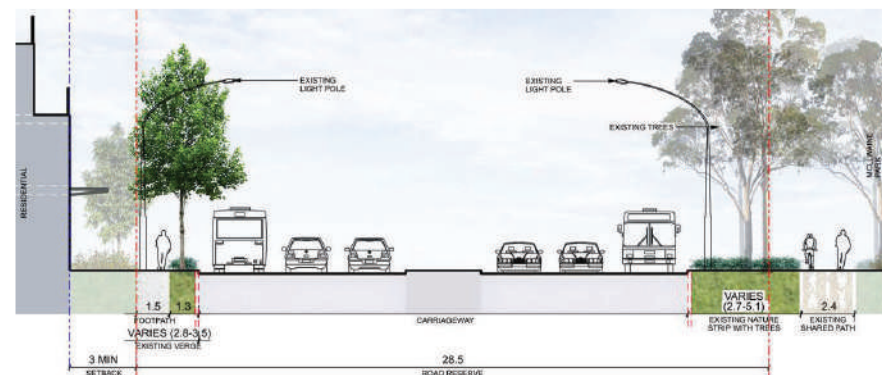 EXISTING
LIGHT POLE
EXISTING
LIGHT POLE
EXISTING TREES
RESIDENTIAL
MCILWAINE
PARK
1.5
1.3
FOOTPATH
VARIES (2.8-3.5)
EXISTING VERGE
CARRIAGEWAY
VARIES
(2.7-5.1)
EXISTING NATURE
STRIP WITH TREES
2.4
EXISTING
SHARED PATH
3 MIN
SETBACK
28.5
ROAD RESERVE